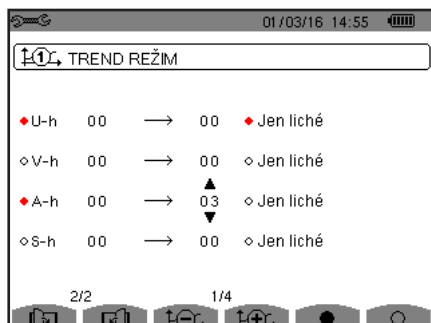 01/03/16 14:55
1 TREND REŽIM
U-h 00 → 00 Jen liché
V-h 00 → 00 Jen liché
A-h 00 → 03 Jen liché
S-h 00 → 00 Jen liché
2/2 1/4